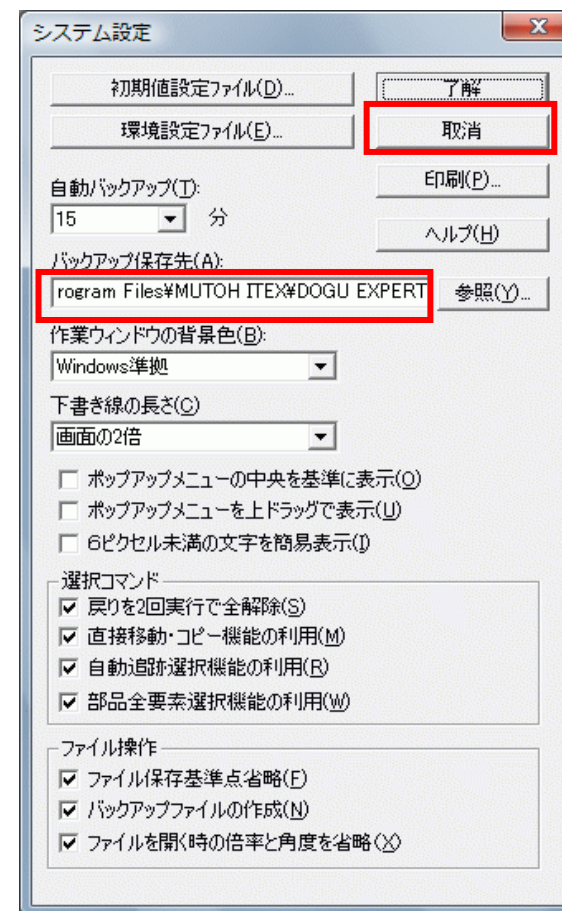 システム設定
初期値設定ファイル(D)...
了解
環境設定ファイル(E)...
取消
自動バックアップ(T):
印刷(P)...
15
分
ヘルプ(H)
バックアップ保存先(A):
rogram Files¥MUTOH ITEX¥DOGU EXPERT
参照(Y)...
作業ウィンドウの背景色(B):
Windows準拠
下書き線の長さ(C)
画面の2倍
ポップアップメニューの中央を基準に表示(O)
ポップアップメニューを上ドラッグで表示(U)
6ピクセル未満の文字を簡易表示(I)
選択コマンド
戻りを2回実行で全解除(S)
直接移動・コピー機能の利用(M)
自動追跡選択機能の利用(R)
部品全要素選択機能の利用(W)
ファイル操作
ファイル保存基準点省略(F)
バックアップファイルの作成(N)
ファイルを開く時の倍率と角度を省略(X)